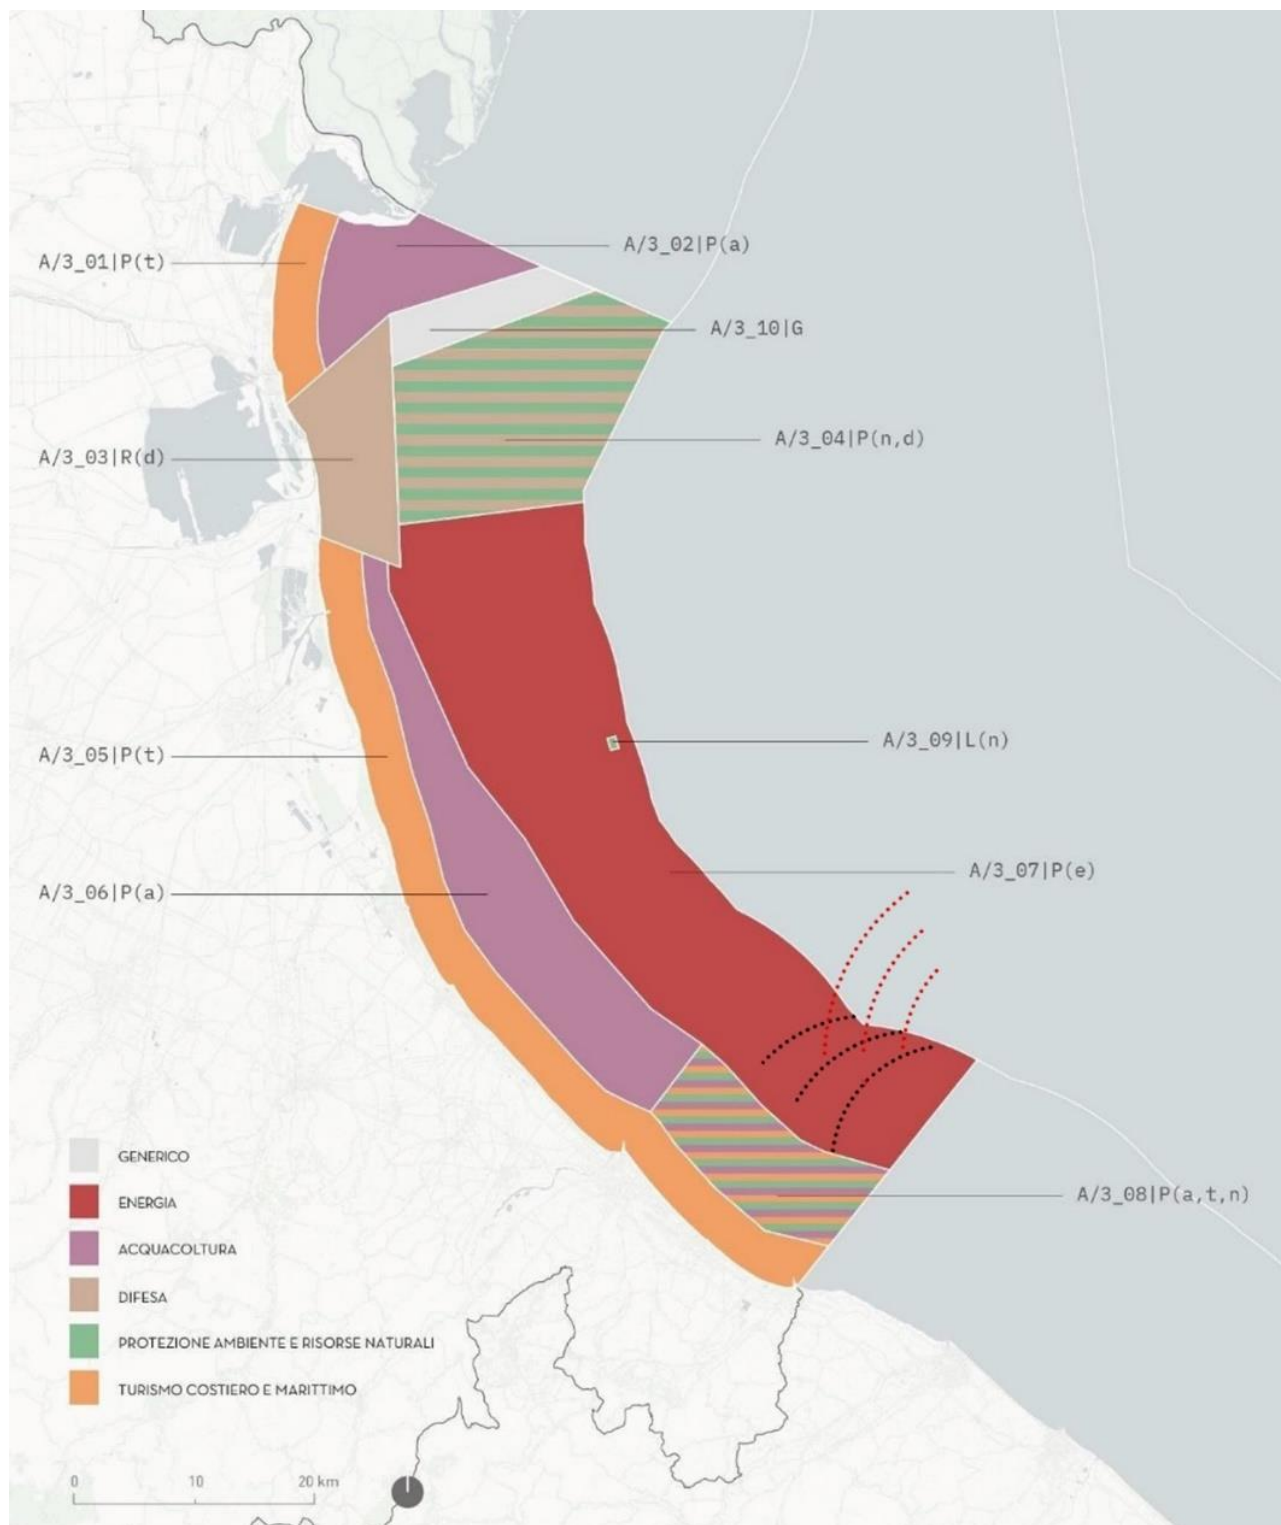 A/3_02|P(a)
A/3_01|P(t)
A/3_10|G
A/3_04|P(n,d)
A/3_03|R(d)
A/3_09|L(n)
A/3_05|P(t)
A/3_07|P(e)
A/3_06|P(a)
A/3_08|P(a,t,n)
GENERICO
ENERGIA
ACQUACOLTURA
DIFESA
PROTEZIONE AMBIENTE E RISORSE NATURALI
TURISMO COSTIERO E MARITTIMO
0 10 20 km